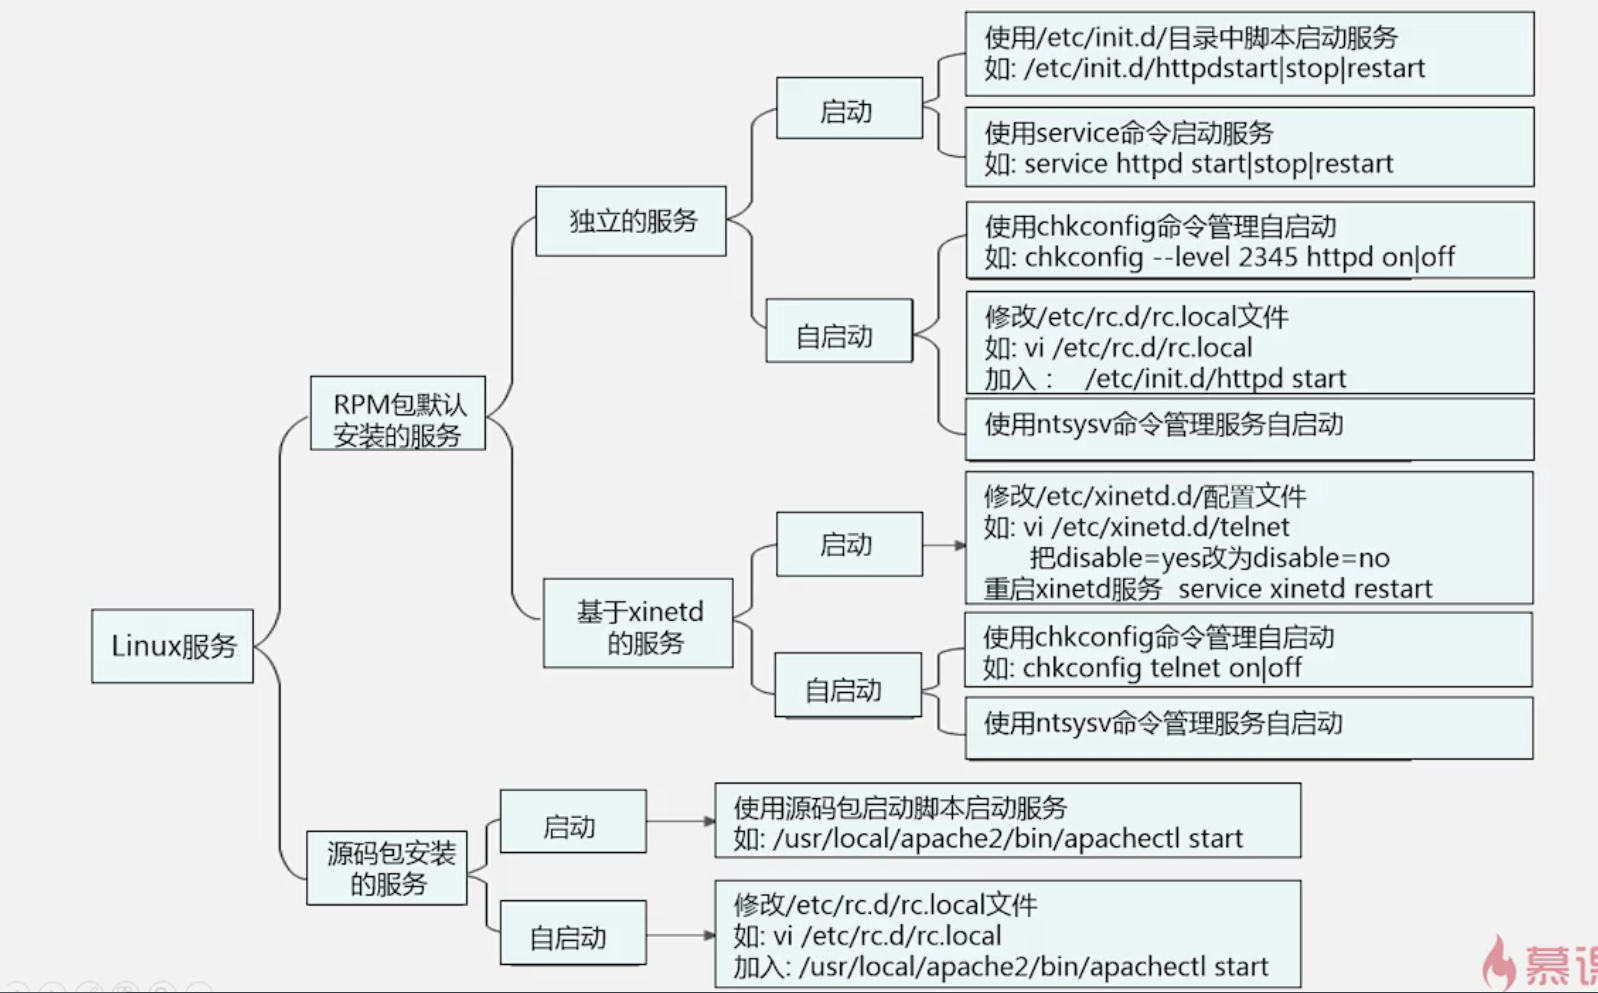 使用/etc/init.d/目录中脚本启动服务
如: /etc/init.d/httpdstart|stop|restart
启动
使用service命令启动服务
如: service httpd start|stop|restart
独立的服务
使用chkconfig命令管理自启动
如: chkconfig --level 2345 httpd on|off
自启动
修改/etc/rc.d/rc.local文件
如: vi /etc/rc.d/rc.local
加入： /etc/init.d/httpd start
使用ntsysv命令管理服务自启动
RPM包默认
安装的服务
修改/etc/xinetd.d/配置文件
如: vi /etc/xinetd.d/telnet
把disable=yes改为disable=no
重启xinetd服务 service xinetd restart
启动
基于xinetd
的服务
使用chkconfig命令管理自启动
如: chkconfig telnet on|off
自启动
使用ntsysv命令管理服务自启动
Linux服务
使用源码包启动脚本启动服务
如: /usr/local/apache2/bin/apachectl start
启动
源码包安装
的服务
自启动
修改/etc/rc.d/rc.local文件
如: vi /etc/rc.d/rc.local
加入: /usr/local/apache2/bin/apachectl start
慕课